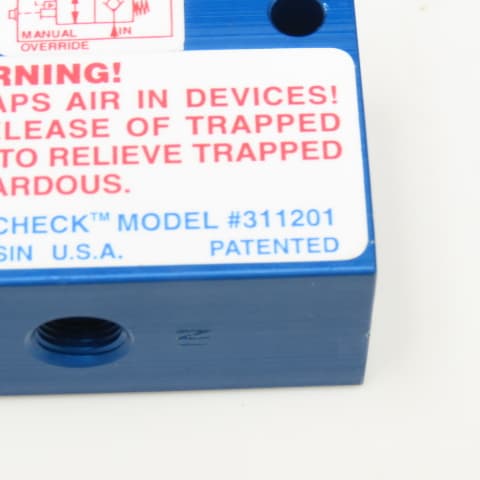 MANUAL
OVERRIDE
IN
RNING!
APS AIR IN DEVICES!
ELEASE OF TRAPPED
TO RELIEVE TRAPPED
ARDOUS.
CHECK™ MODEL #311201
SIN U.S.A. PATENTED